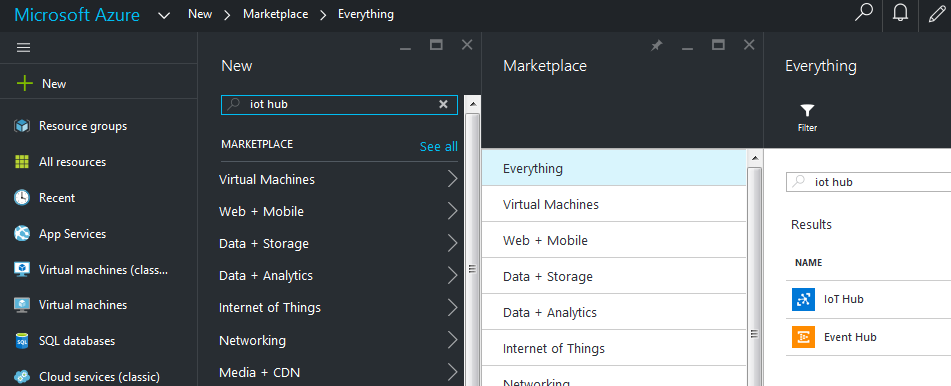 Microsoft Azure New Marketplace Everything
New
Resource groups
All resources
Recent
App Services
Virtual machines (class...
Virtual machines
SQL databases
Cloud services (classic)
New
iot hub
MARKETPLACE See all
Virtual Machines
Web + Mobile
Data + Storage
Data + Analytics
Internet of Things
Networking
Media + CDN
Marketplace
Everything
Virtual Machines
Web + Mobile
Data + Storage
Data + Analytics
Internet of Things
Networking
Everything
Filter
iot hub
Results
NAME
IoT Hub
Event Hub